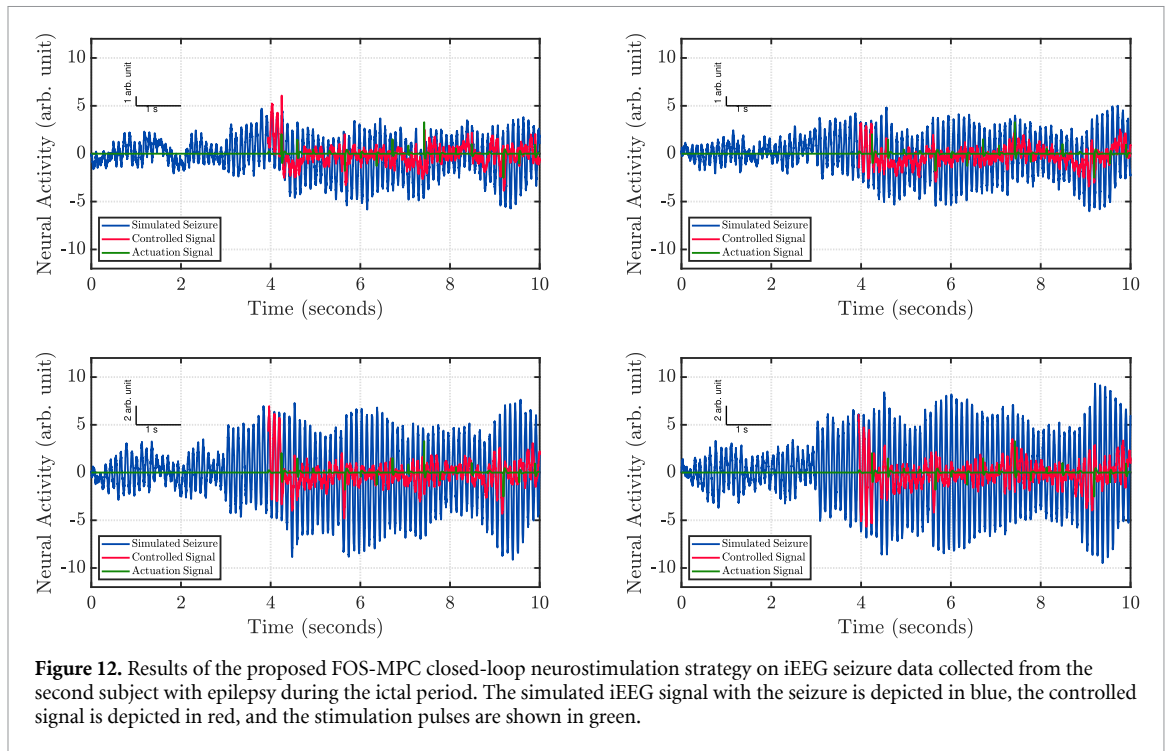 10
5
0
-5
-10
Neural Activity (arb. unit)
1 arb. unit
1 s
Simulated Seizure
Controlled Signal
Actuation Signal
0 2 4 6 8 10
Time (seconds)
10
5
0
-5
-10
Neural Activity (arb. unit)
1 arb. unit
1 s
Simulated Seizure
Controlled Signal
Actuation Signal
0 2 4 6 8 10
Time (seconds)
10
5
0
-5
-10
Neural Activity (arb. unit)
2 arb. unit
1 s
Simulated Seizure
Controlled Signal
Actuation Signal
0 2 4 6 8 10
Time (seconds)
10
5
0
-5
-10
Neural Activity (arb. unit)
2 arb. unit
1 s
Simulated Seizure
Controlled Signal
Actuation Signal
0 2 4 6 8 10
Time (seconds)
Figure 12. Results of the proposed FOS-MPC closed-loop neurostimulation strategy on iEEG seizure data collected from the
second subject with epilepsy during the ictal period. The simulated iEEG signal with the seizure is depicted in blue, the controlled
signal is depicted in red, and the stimulation pulses are shown in green.